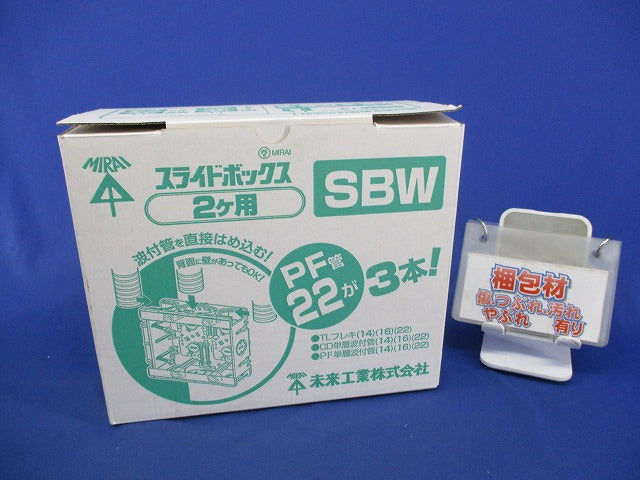 MIRAI
MIRAI
スライドボックス
2ヶ用
SBW
波付管を直接はめ込む!
背面に壁があってもOK!
PF管
22が
3本!
●TLフレキ(14)(16)(22)
●CD単層波付管(14)(16)(22)
●PF単層波付管(14)(16)(22)
MIRAI
未来工業株式会社
梱包材
傷つぶれ・汚れ
やぶれ 有り